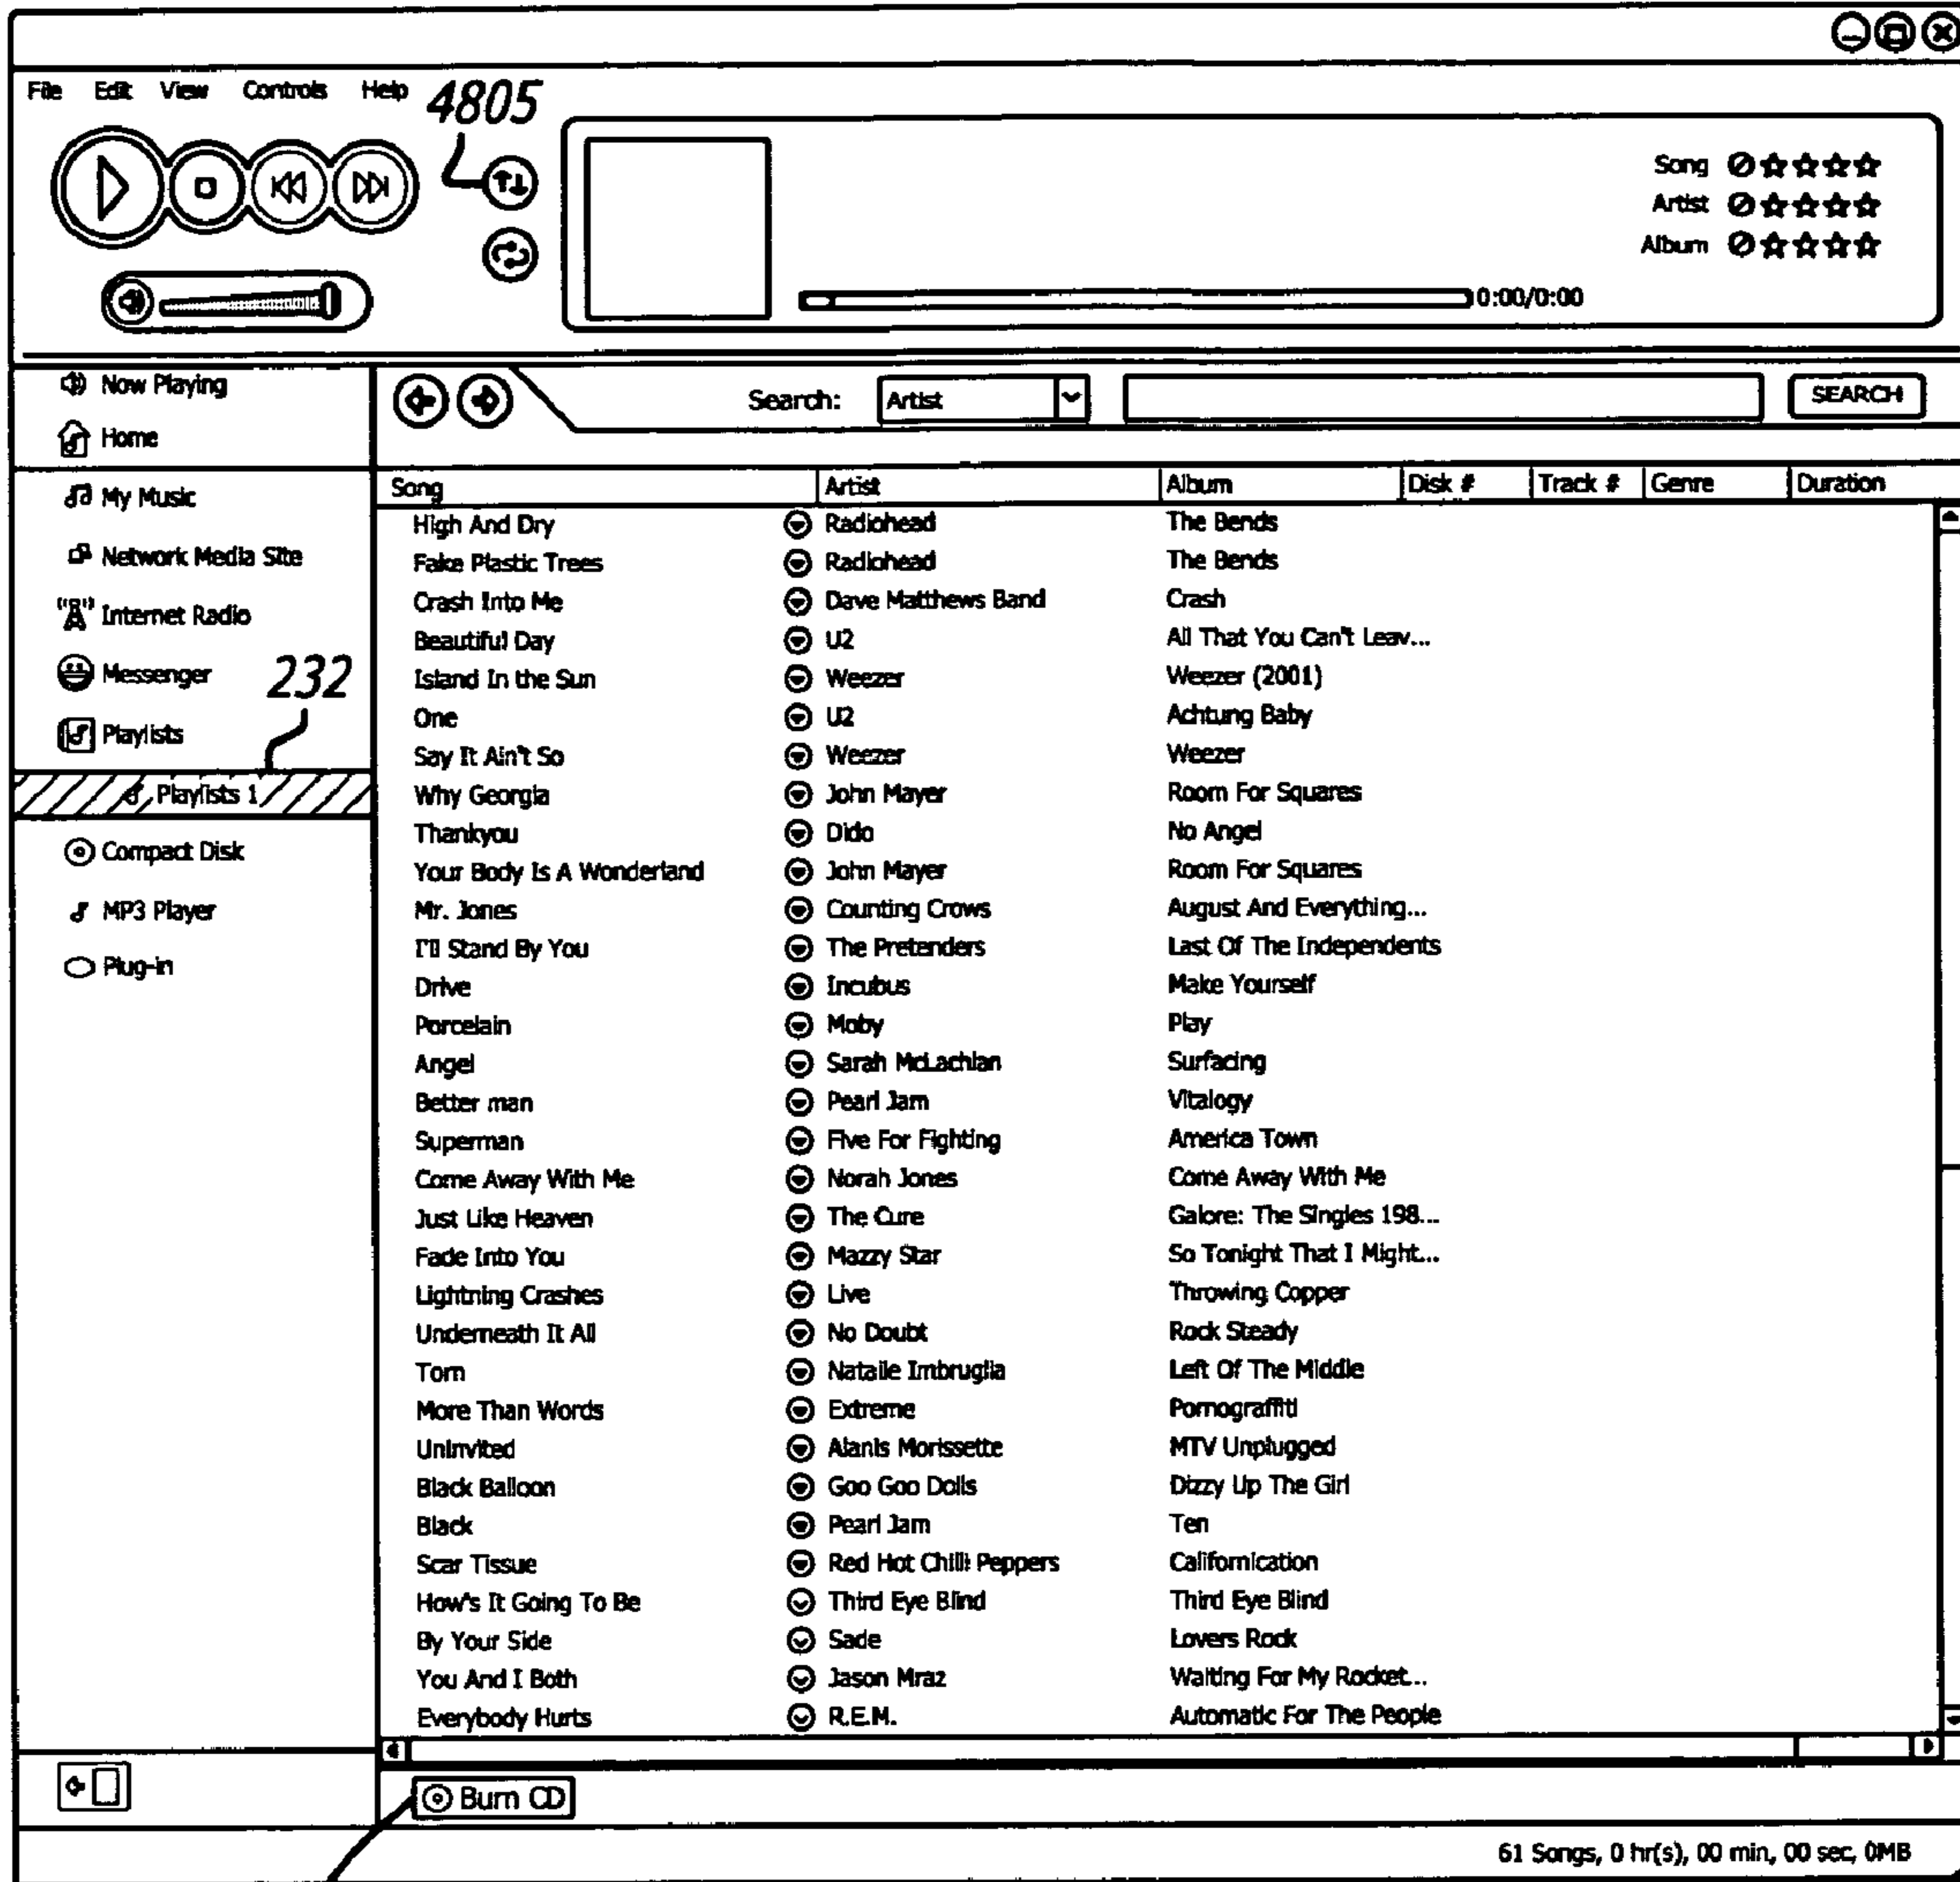 File Edit View Controls Help
4805
Song
Artist
Album
0:00/0:00
Now Playing
Home
My Music
Network Media Site
Internet Radio
Messenger
232
Playlists
Playlists 1
Compact Disk
MP3 Player
Plug-in
Search: Artist SEARCH
Song Artist Album Disk # Track # Genre Duration
High And Dry Radiohead The Bends
Fake Plastic Trees Radiohead The Bends
Crash Into Me Dave Matthews Band Crash
Beautiful Day U2 All That You Can't Leav...
Island In the Sun Weezer Weezer (2001)
One U2 Achtung Baby
Say It Ain't So Weezer Weezer
Why Georgia John Mayer Room For Squares
Thankyou Dido No Angel
Your Body Is A Wonderland John Mayer Room For Squares
Mr. Jones Counting Crows August And Everything...
I'll Stand By You The Pretenders Last Of The Independents
Drive Incubus Make Yourself
Porcelain Moby Play
Angel Sarah McLachlan Surfacing
Better man Pearl Jam Vitalogy
Superman Five For Fighting America Town
Come Away With Me Norah Jones Come Away With Me
Just Like Heaven The Cure Galore: The Singles 198...
Fade Into You Mazzy Star So Tonight That I Might...
Lightning Crashes Live Throwing Copper
Underneath It All No Doubt Rock Steady
Torn Natalie Imbruglia Left Of The Middle
More Than Words Extreme Pornograffiti
Uninvited Alanis Morissette MTV Unplugged
Black Balloon Goo Goo Dolls Dizzy Up The Girl
Black Pearl Jam Ten
Scar Tissue Red Hot Chilli Peppers Californication
How's It Going To Be Third Eye Blind Third Eye Blind
By Your Side Sade Lovers Rock
You And I Both Jason Mraz Waiting For My Rocket...
Everybody Hurts R.E.M. Automatic For The People
Burn CD
61 Songs, 0 hr(s), 00 min, 00 sec, 0MB